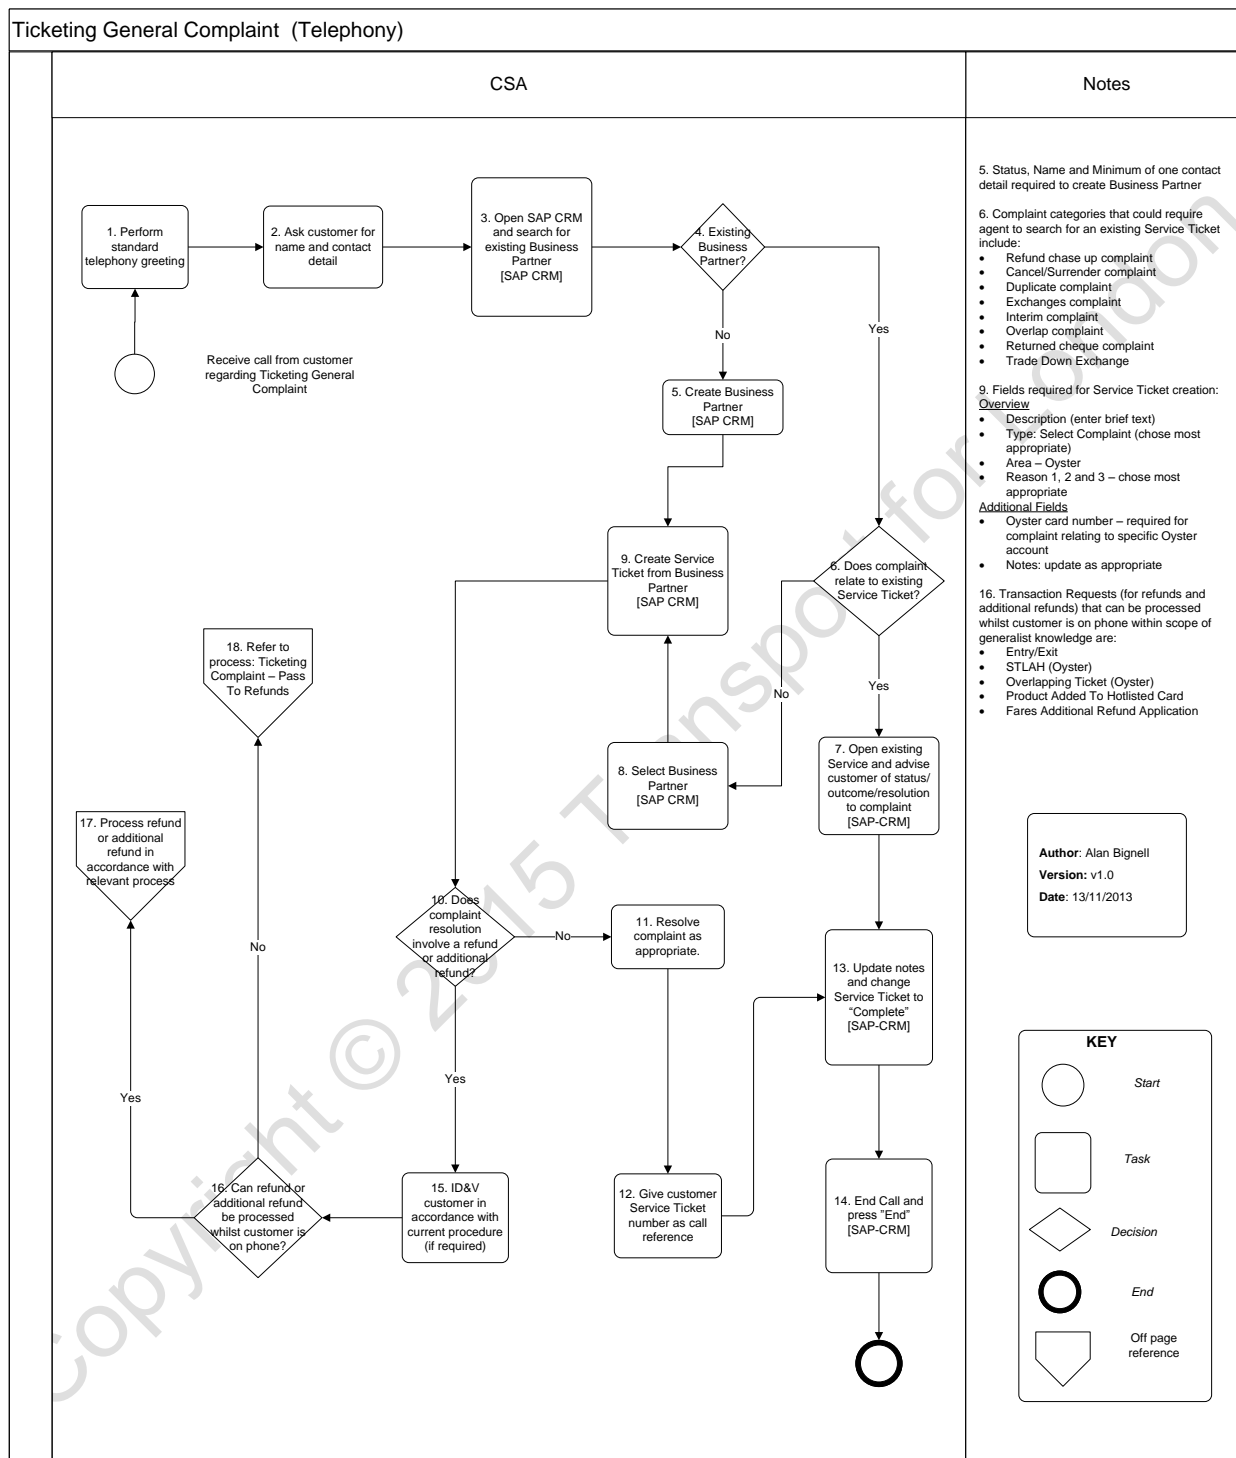 Ticketing General Complaint  (Telephony)
CSA
Notes
1. Perform
standard
telephony greeting
2. Ask customer for
name and contact
detail
3. Open SAP CRM
and search for
existing Business
Partner
[SAP CRM]
4. Existing
Business
Partner?
Receive call from customer
regarding Ticketing General
Complaint
No
Yes
5. Create Business
Partner
[SAP CRM]
9. Create Service
Ticket from Business
Partner
[SAP CRM]
6. Does complaint
relate to existing
Service Ticket?
18. Refer to
process: Ticketing
Complaint – Pass
To Refunds
No
Yes
8. Select Business
Partner
[SAP CRM]
7. Open existing
Service and advise
customer of status/
outcome/resolution
to complaint
[SAP-CRM]
17. Process refund
or additional
refund in
accordance with
relevant process
10. Does
complaint
resolution
involve a refund
or additional
refund?
No
11. Resolve
complaint as
appropriate.
No
13. Update notes
and change
Service Ticket to
“Complete”
[SAP-CRM]
Yes
Yes
16. Can refund or
additional refund
be processed
whilst customer is
on phone?
15. ID&V
customer in
accordance with
current procedure
(if required)
12. Give customer
Service Ticket
number as call
reference
14. End Call and
press ”End”
[SAP-CRM]
5. Status, Name and Minimum of one contact
detail required to create Business Partner
6. Complaint categories that could require
agent to search for an existing Service Ticket
include:
• Refund chase up complaint
• Cancel/Surrender complaint
• Duplicate complaint
• Exchanges complaint
• Interim complaint
• Overlap complaint
• Returned cheque complaint
• Trade Down Exchange
9. Fields required for Service Ticket creation:
Overview
• Description (enter brief text)
• Type: Select Complaint (chose most
appropriate)
• Area – Oyster
• Reason 1, 2 and 3 – chose most
appropriate
Additional Fields
• Oyster card number – required for
complaint relating to specific Oyster
account
• Notes: update as appropriate
16. Transaction Requests (for refunds and
additional refunds) that can be processed
whilst customer is on phone within scope of
generalist knowledge are:
• Entry/Exit
• STLAH (Oyster)
• Overlapping Ticket (Oyster)
• Product Added To Hotlisted Card
• Fares Additional Refund Application
Author: Alan Bignell
Version: v1.0
Date: 13/11/2013
KEY
Start
Task
Decision
End
Off page
reference
Copyright © 2015 Transport for London